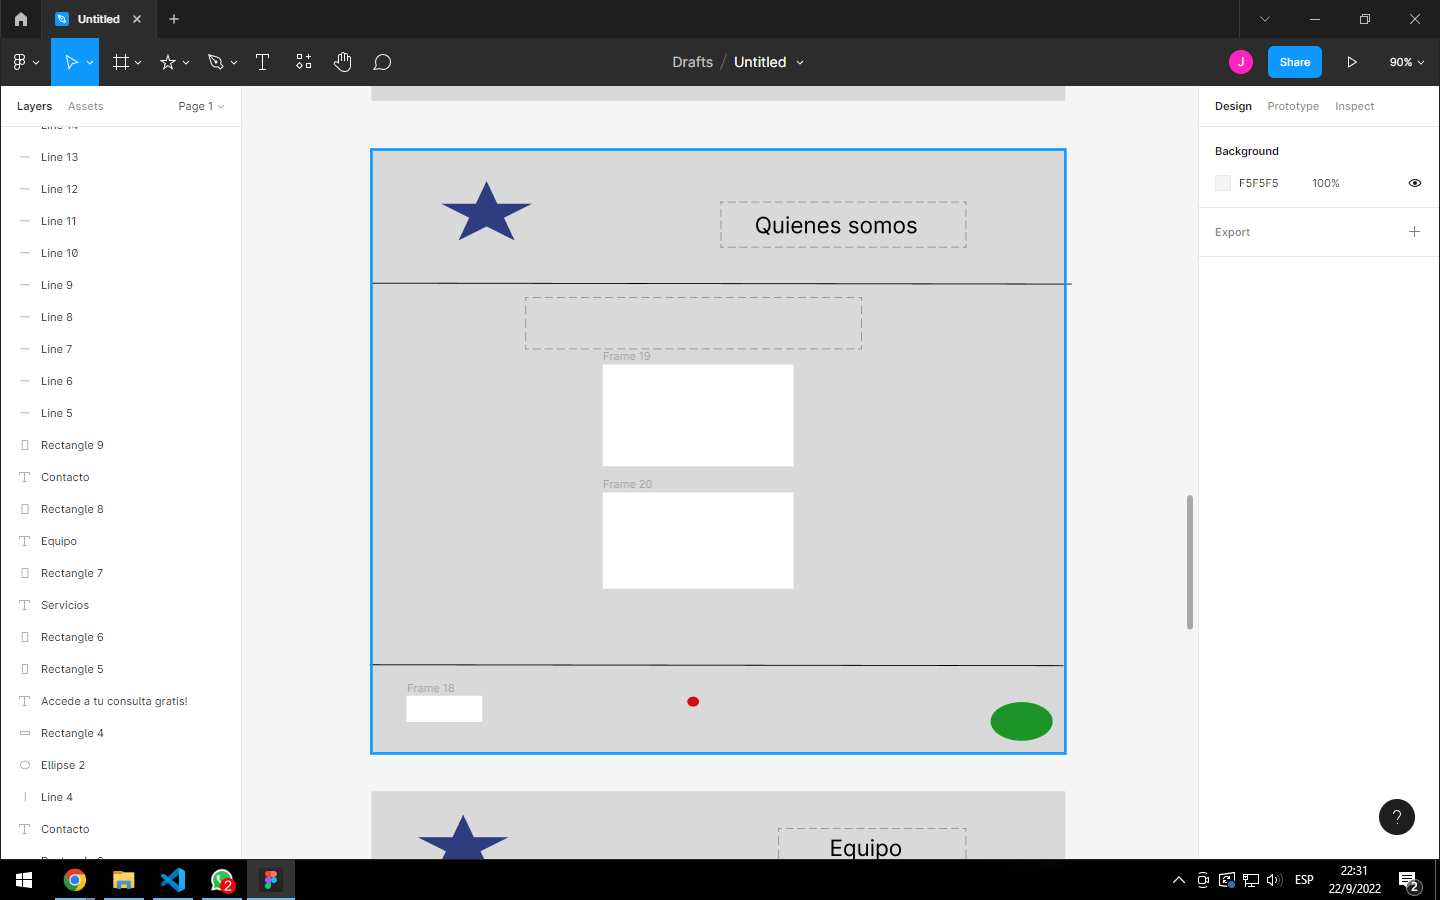 Untitled
Drafts / Untitled
J
Share
90%
Layers
Assets
Page 1
Line 14
Line 13
Line 12
Line 11
Line 10
Line 9
Line 8
Line 7
Line 6
Line 5
Rectangle 9
Contacto
Rectangle 8
Equipo
Rectangle 7
Servicios
Rectangle 6
Rectangle 5
Accede a tu consulta gratis!
Rectangle 4
Ellipse 2
Line 4
Contacto
Quienes somos
Frame 19
Frame 20
Frame 18
Equipo
Design
Prototype
Inspect
Background
F5F5F5
100%
Export
?
2
ESP
22:31
22/9/2022
2